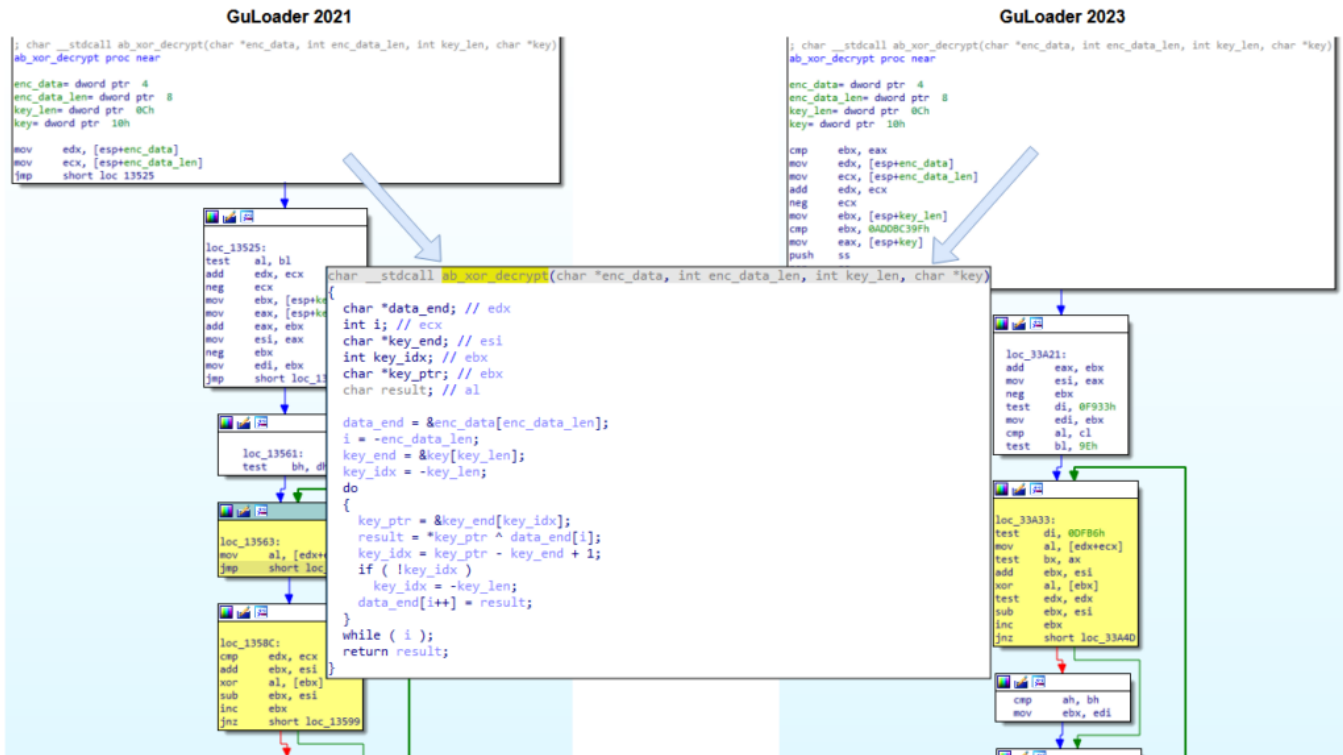 GuLoader 2021
; char __stdcall ab_xor_decrypt(char *enc_data, int enc_data_len, int key_len, char *key)
ab_xor_decrypt proc near
enc_data= dword ptr 4
enc_data_len= dword ptr 8
key_len= dword ptr 0Ch
key= dword ptr 10h
mov edx, [esp+enc_data]
mov ecx, [esp+enc_data_len]
jmp short loc 13525
loc_13525:
test al, bl
add edx, ecx
neg ecx
mov ebx, [esp+ke
mov eax, [esp+ke
add eax, ebx
mov esi, eax
neg ebx
mov edi, ebx
jmp short loc_13
loc_13561:
test bh, dh
loc_13563:
mov al, [edx+e
jmp short loc_
loc_1358C:
cmp edx, ecx
add ebx, esi
xor al, [ebx]
sub ebx, esi
inc ebx
jnz short loc_13599
char __stdcall ab_xor_decrypt(char *enc_data, int enc_data_len, int key_len, char *key)
{
char *data_end; // edx
int i; // ecx
char *key_end; // esi
int key_idx; // ebx
char *key_ptr; // ebx
char result; // al
data_end = &enc_data[enc_data_len];
i = -enc_data_len;
key_end = &key[key_len];
key_idx = -key_len;
do
{
key_ptr = &key_end[key_idx];
result = *key_ptr ^ data_end[i];
key_idx = key_ptr - key_end + 1;
if ( !key_idx )
key_idx = -key_len;
data_end[i++] = result;
}
while ( i );
return result;
}
GuLoader 2023
; char __stdcall ab_xor_decrypt(char *enc_data, int enc_data_len, int key_len, char *key)
ab_xor_decrypt proc near
enc_data= dword ptr 4
enc_data_len= dword ptr 8
key_len= dword ptr 0Ch
key= dword ptr 10h
cmp ebx, eax
mov edx, [esp+enc_data]
mov ecx, [esp+enc_data_len]
add edx, ecx
neg ecx
mov ebx, [esp+key_len]
cmp ebx, 0ADDBC39Fh
mov eax, [esp+key]
push ss
loc_33A21:
add eax, ebx
mov esi, eax
neg ebx
test di, 0F933h
mov edi, ebx
cmp al, cl
test bl, 9Eh
loc_33A33:
test di, 0DFB6h
mov al, [edx+ecx]
test bx, ax
add ebx, esi
xor al, [ebx]
test edx, edx
sub ebx, esi
inc ebx
jnz short loc_33A4D
cmp ah, bh
mov ebx, edi